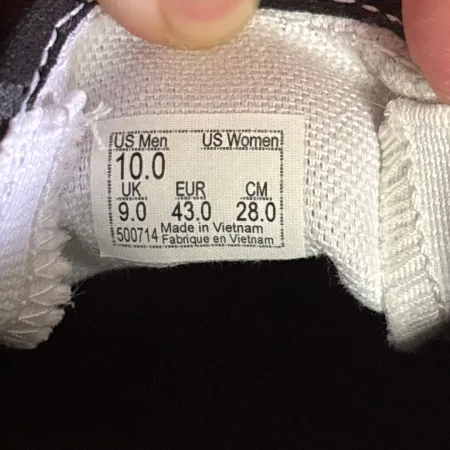 US Men US Women
10.0
UK EUR CM
9.0 43.0 28.0
500714 Made in Vietnam
Fabrique en Vietnam